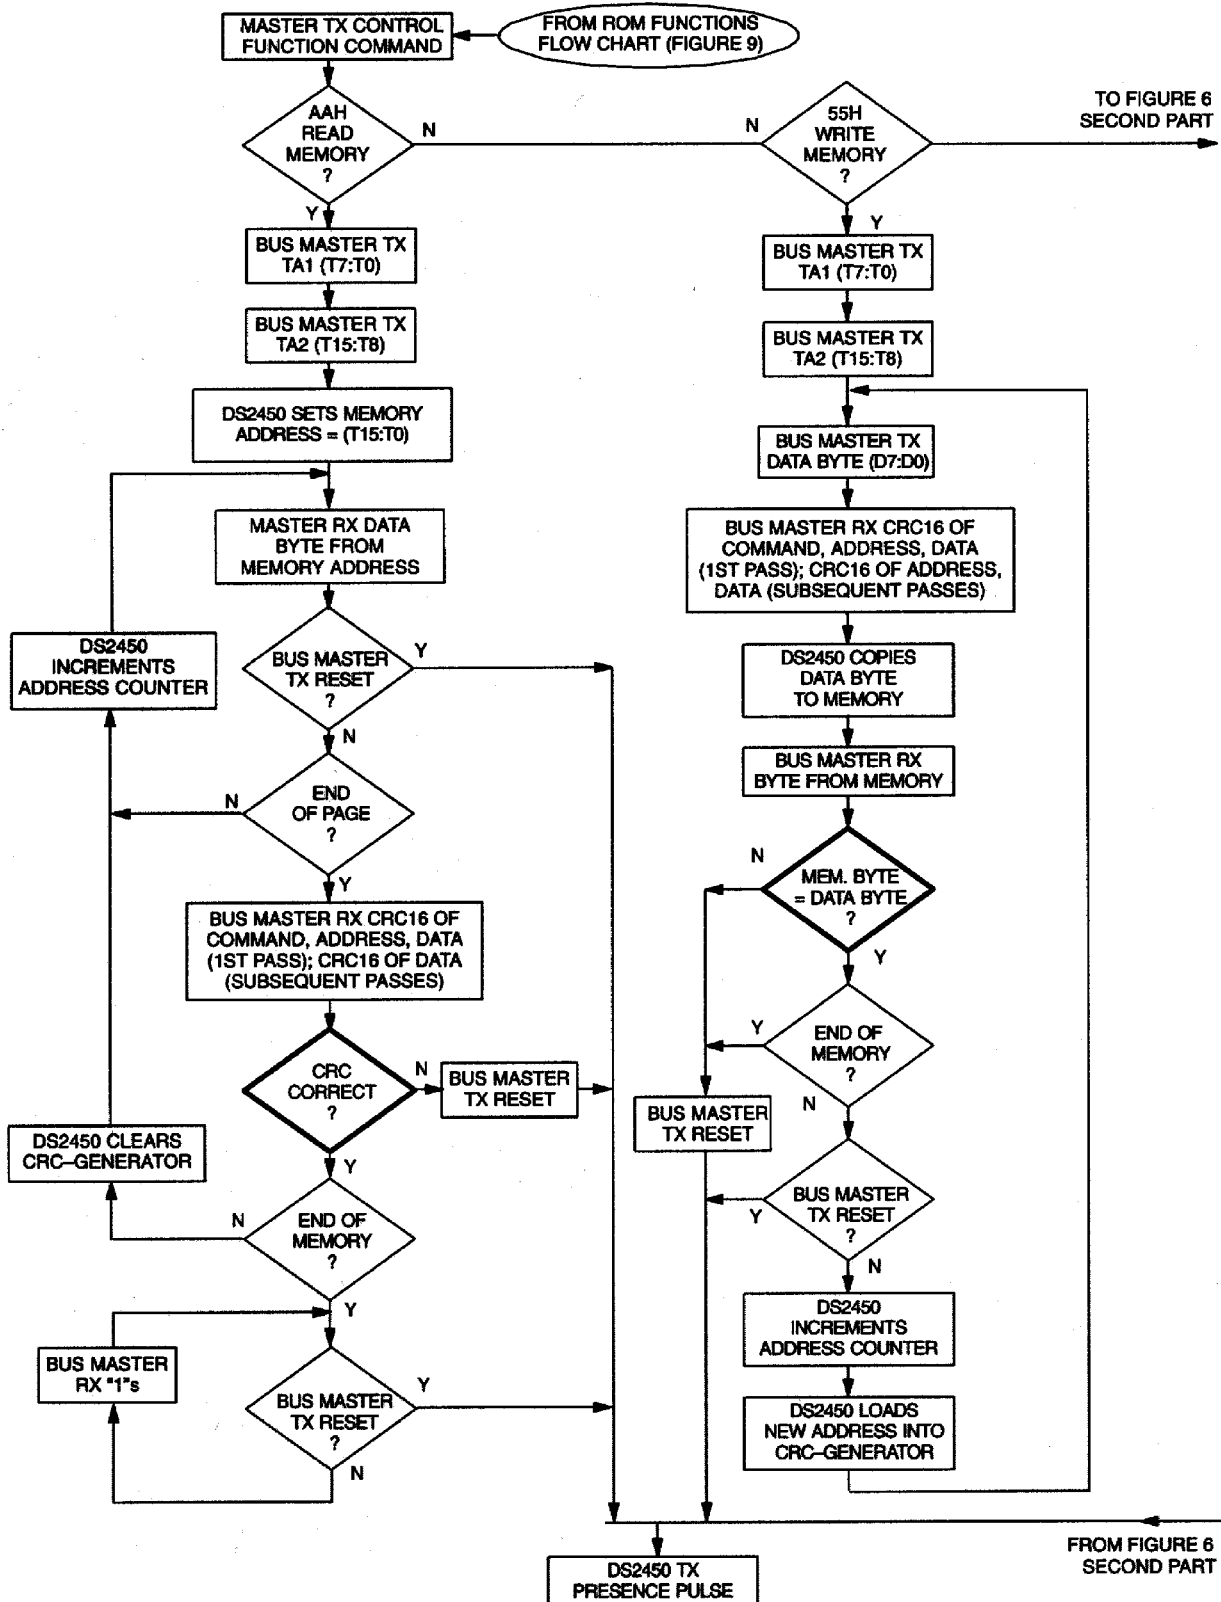 MASTER TX CONTROL
FUNCTION COMMAND
FROM ROM FUNCTIONS
FLOW CHART (FIGURE 9)
AAH
READ
MEMORY
?
N
Y
N
55H
WRITE
MEMORY
?
Y
TO FIGURE 6
SECOND PART
BUS MASTER TX
TA1 (T7:T0)
BUS MASTER TX
TA2 (T15:T8)
DS2450 SETS MEMORY
ADDRESS = (T15:T0)
MASTER RX DATA
BYTE FROM
MEMORY ADDRESS
DS2450
INCREMENTS
ADDRESS COUNTER
BUS MASTER
TX RESET
?
Y
N
END
OF PAGE
?
N
Y
BUS MASTER RX CRC16 OF
COMMAND, ADDRESS, DATA
(1ST PASS); CRC16 OF DATA
(SUBSEQUENT PASSES)
CRC
CORRECT
?
N
BUS MASTER
TX RESET
Y
DS2450 CLEARS
CRC–GENERATOR
END OF
MEMORY
?
N
Y
BUS MASTER
RX "1"s
BUS MASTER
TX RESET
?
Y
N
BUS MASTER TX
TA1 (T7:T0)
BUS MASTER TX
TA2 (T15:T8)
BUS MASTER TX
DATA BYTE (D7:D0)
BUS MASTER RX CRC16 OF
COMMAND, ADDRESS, DATA
(1ST PASS); CRC16 OF ADDRESS,
DATA (SUBSEQUENT PASSES)
DS2450 COPIES
DATA BYTE
TO MEMORY
BUS MASTER RX
BYTE FROM MEMORY
MEM. BYTE
= DATA BYTE
?
N
Y
END OF
MEMORY
?
Y
N
BUS MASTER
TX RESET
BUS MASTER
TX RESET
?
Y
N
DS2450
INCREMENTS
ADDRESS COUNTER
DS2450 LOADS
NEW ADDRESS INTO
CRC–GENERATOR
FROM FIGURE 6
SECOND PART
DS2450 TX
PRESENCE PULSE